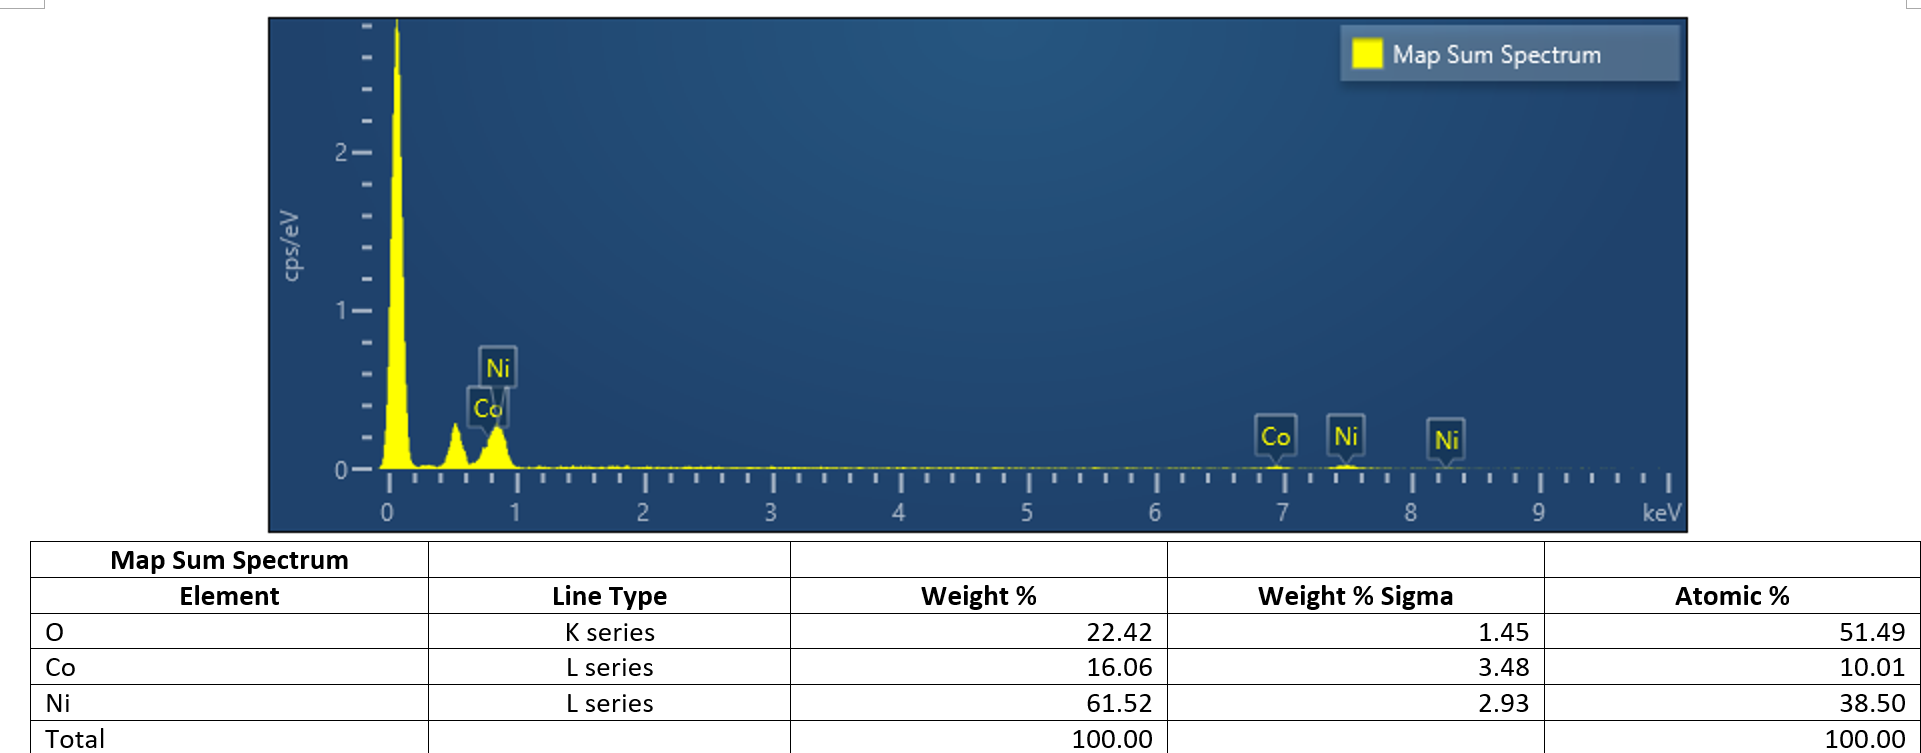 Map Sum Spectrum
2
cps/eV
1
Ni
Co
Co Ni Ni
0
0 1 2 3 4 5 6 7 8 9 keV
Map Sum Spectrum
Element Line Type Weight % Weight % Sigma Atomic %
O K series 22.42 1.45 51.49
Co L series 16.06 3.48 10.01
Ni L series 61.52 2.93 38.50
Total 100.00 100.00